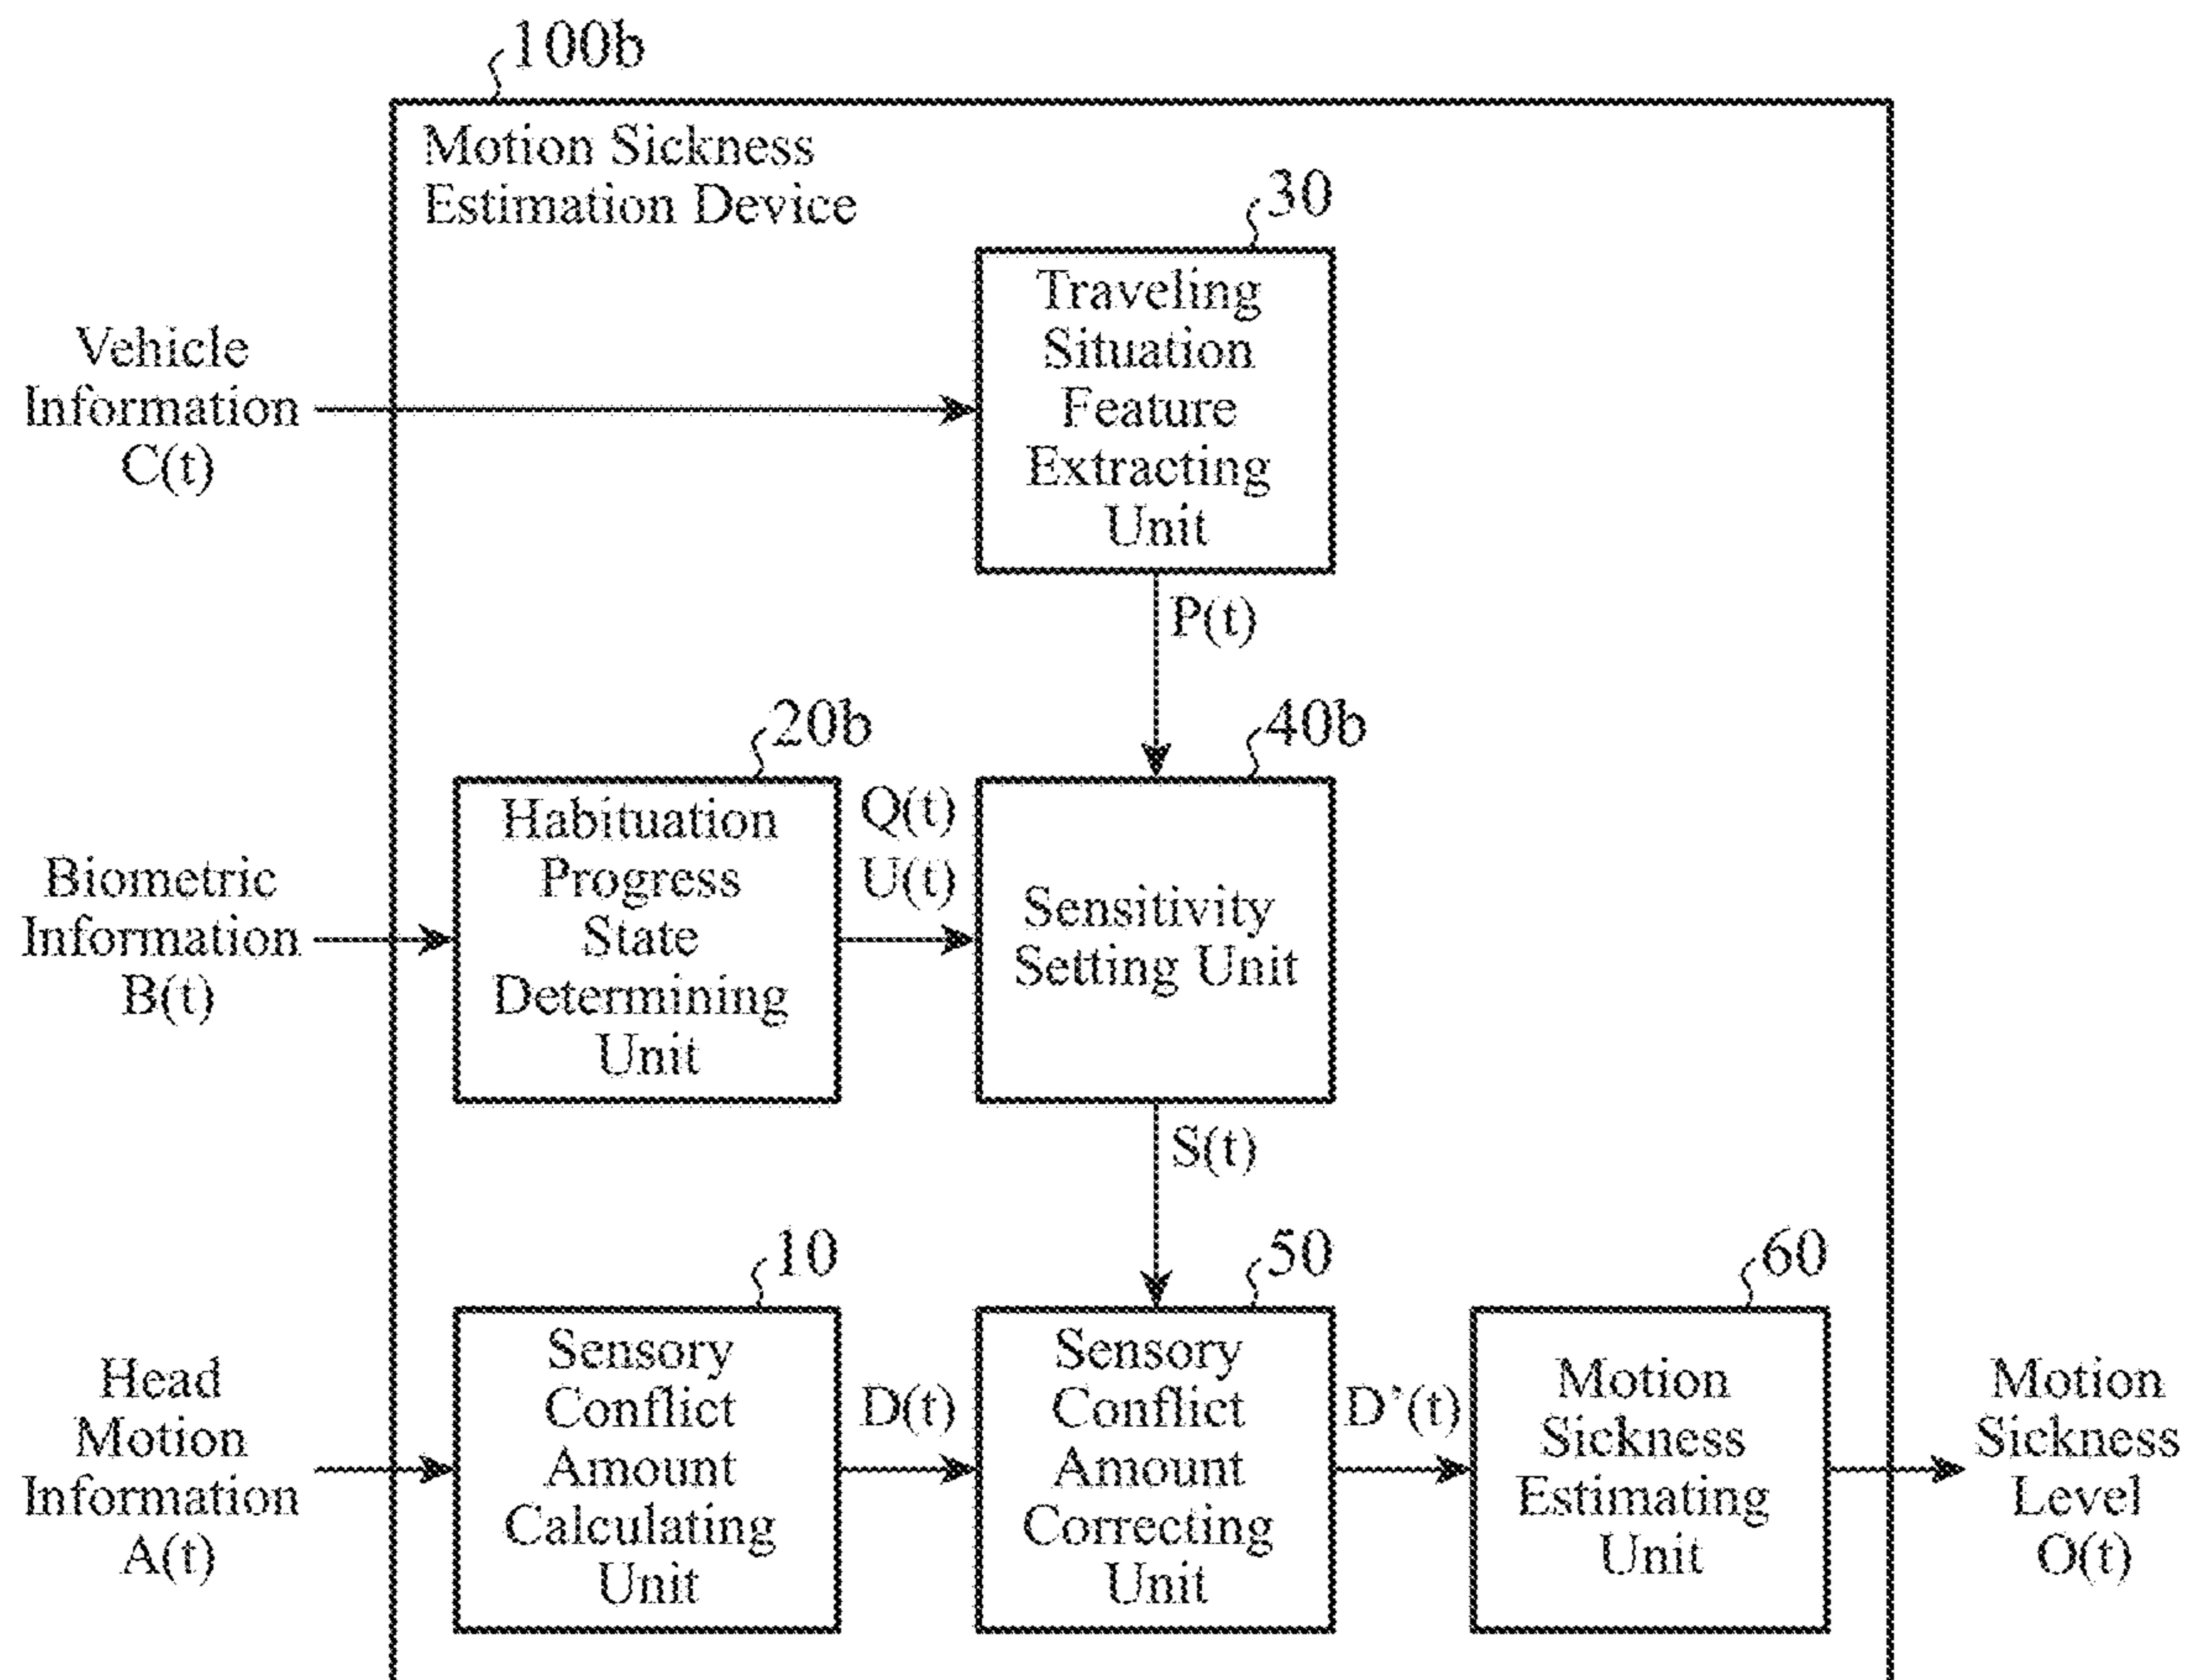 100b
Motion Sickness
Estimation Device
30
Traveling
Situation
Feature
Extracting
Unit
Vehicle
Information
C(t)
P(t)
20b
40b
Habituation
Progress
State
Determining
Unit
Q(t)
U(t)
Sensitivity
Setting Unit
Biometric
Information
B(t)
S(t)
10
50
60
Head
Motion
Information
A(t)
Sensory
Conflict
Amount
Calculating
Unit
D(t)
Sensory
Conflict
Amount
Correcting
Unit
D'(t)
Motion
Sickness
Estimating
Unit
Motion
Sickness
Level
O(t)